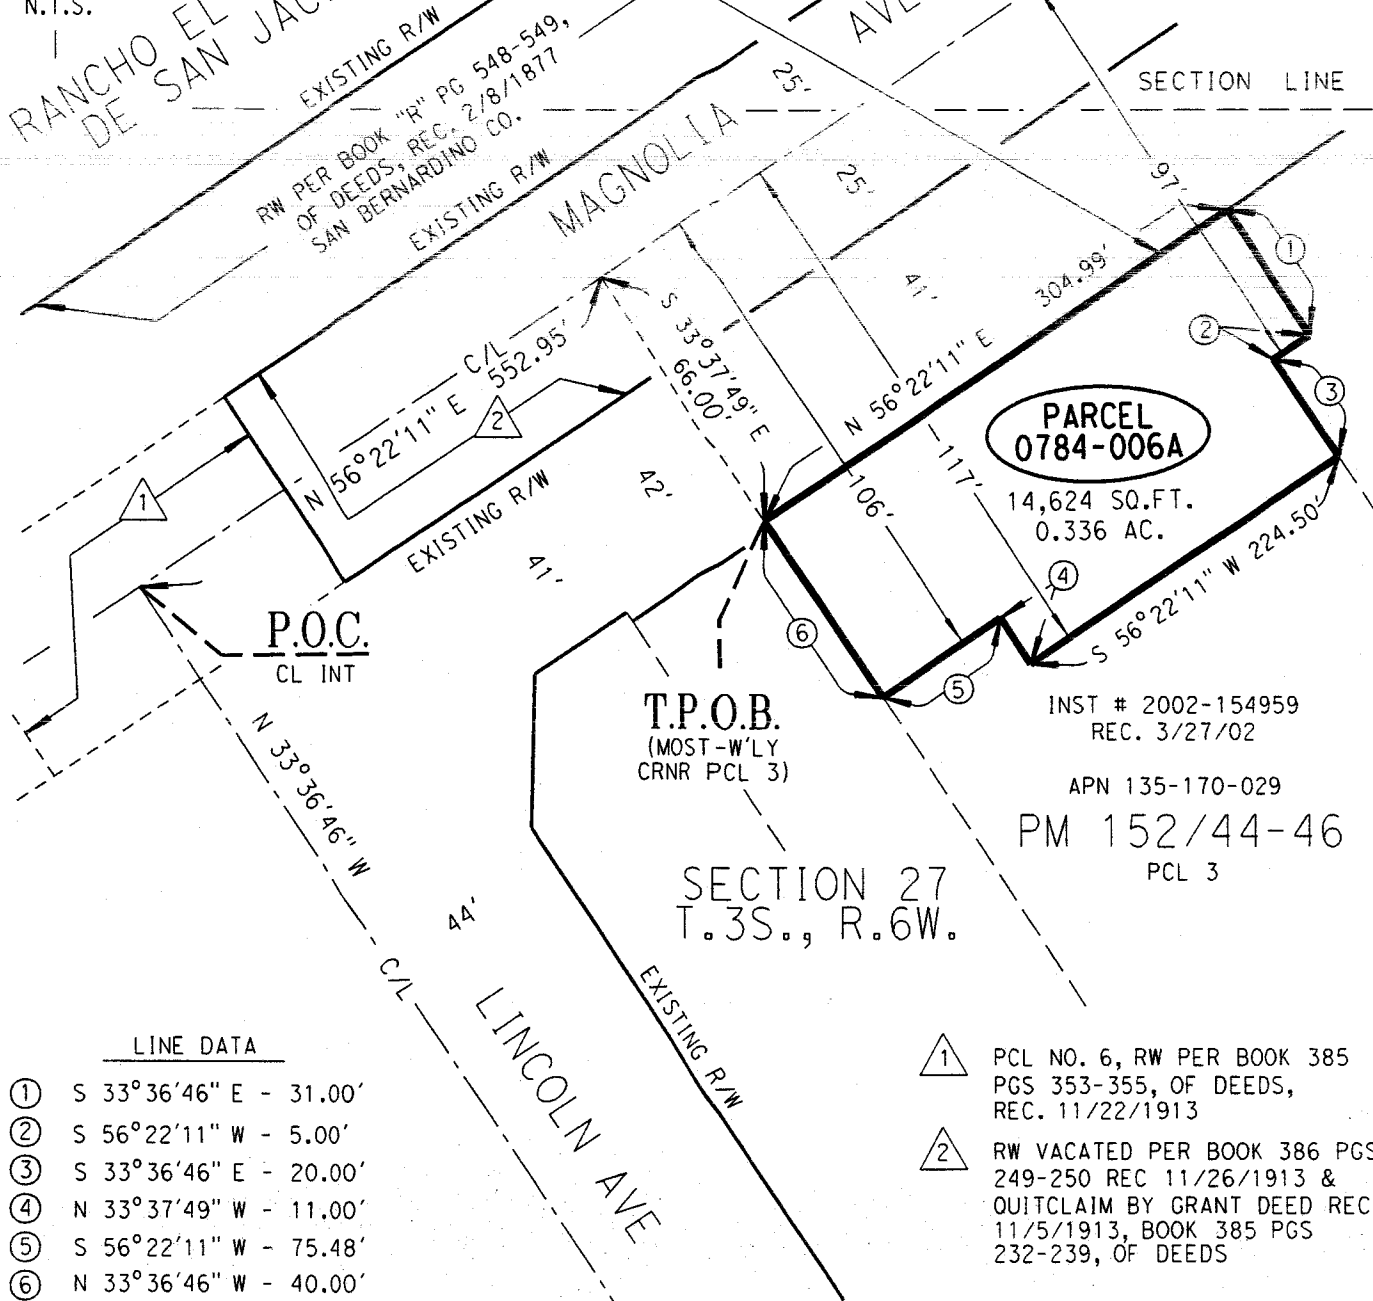 N.T.S.
RANCHO EL
DE SAN JAC
EXISTING R/W
RW PER BOOK "R" PG 548-549,
OF DEEDS, REC. 2/8/1877
SAN BERNARDINO CO.
EXISTING R/W
MAGNOLIA
AVE
25'
25'
SECTION LINE
97'
41'
N 56°22'11" E 304.99'
1
2
3
PARCEL
0784-006A
14,624 SQ.FT.
0.336 AC.
C/L
N 56°22'11" E 552.95'
2
S 33°37'49" E
66.00'
EXISTING R/W
42'
41'
106'
117'
1
4
S 56°22'11" W 224.50'
6
5
P.O.C.
CL INT
T.P.O.B.
(MOST-W'LY
CRNR PCL 3)
INST # 2002-154959
REC. 3/27/02
APN 135-170-029
PM 152/44-46
PCL 3
N 33°36'46" W
C/L
44'
LINCOLN AVE
EXISTING R/W
SECTION 27
T.3S., R.6W.
LINE DATA
1 S 33°36'46" E - 31.00'
2 S 56°22'11" W - 5.00'
3 S 33°36'46" E - 20.00'
4 N 33°37'49" W - 11.00'
5 S 56°22'11" W - 75.48'
6 N 33°36'46" W - 40.00'
1 PCL NO. 6, RW PER BOOK 385
PGS 353-355, OF DEEDS,
REC. 11/22/1913
2 RW VACATED PER BOOK 386 PGS
249-250 REC 11/26/1913 &
QUITCLAIM BY GRANT DEED REC
11/5/1913, BOOK 385 PGS
232-239, OF DEEDS